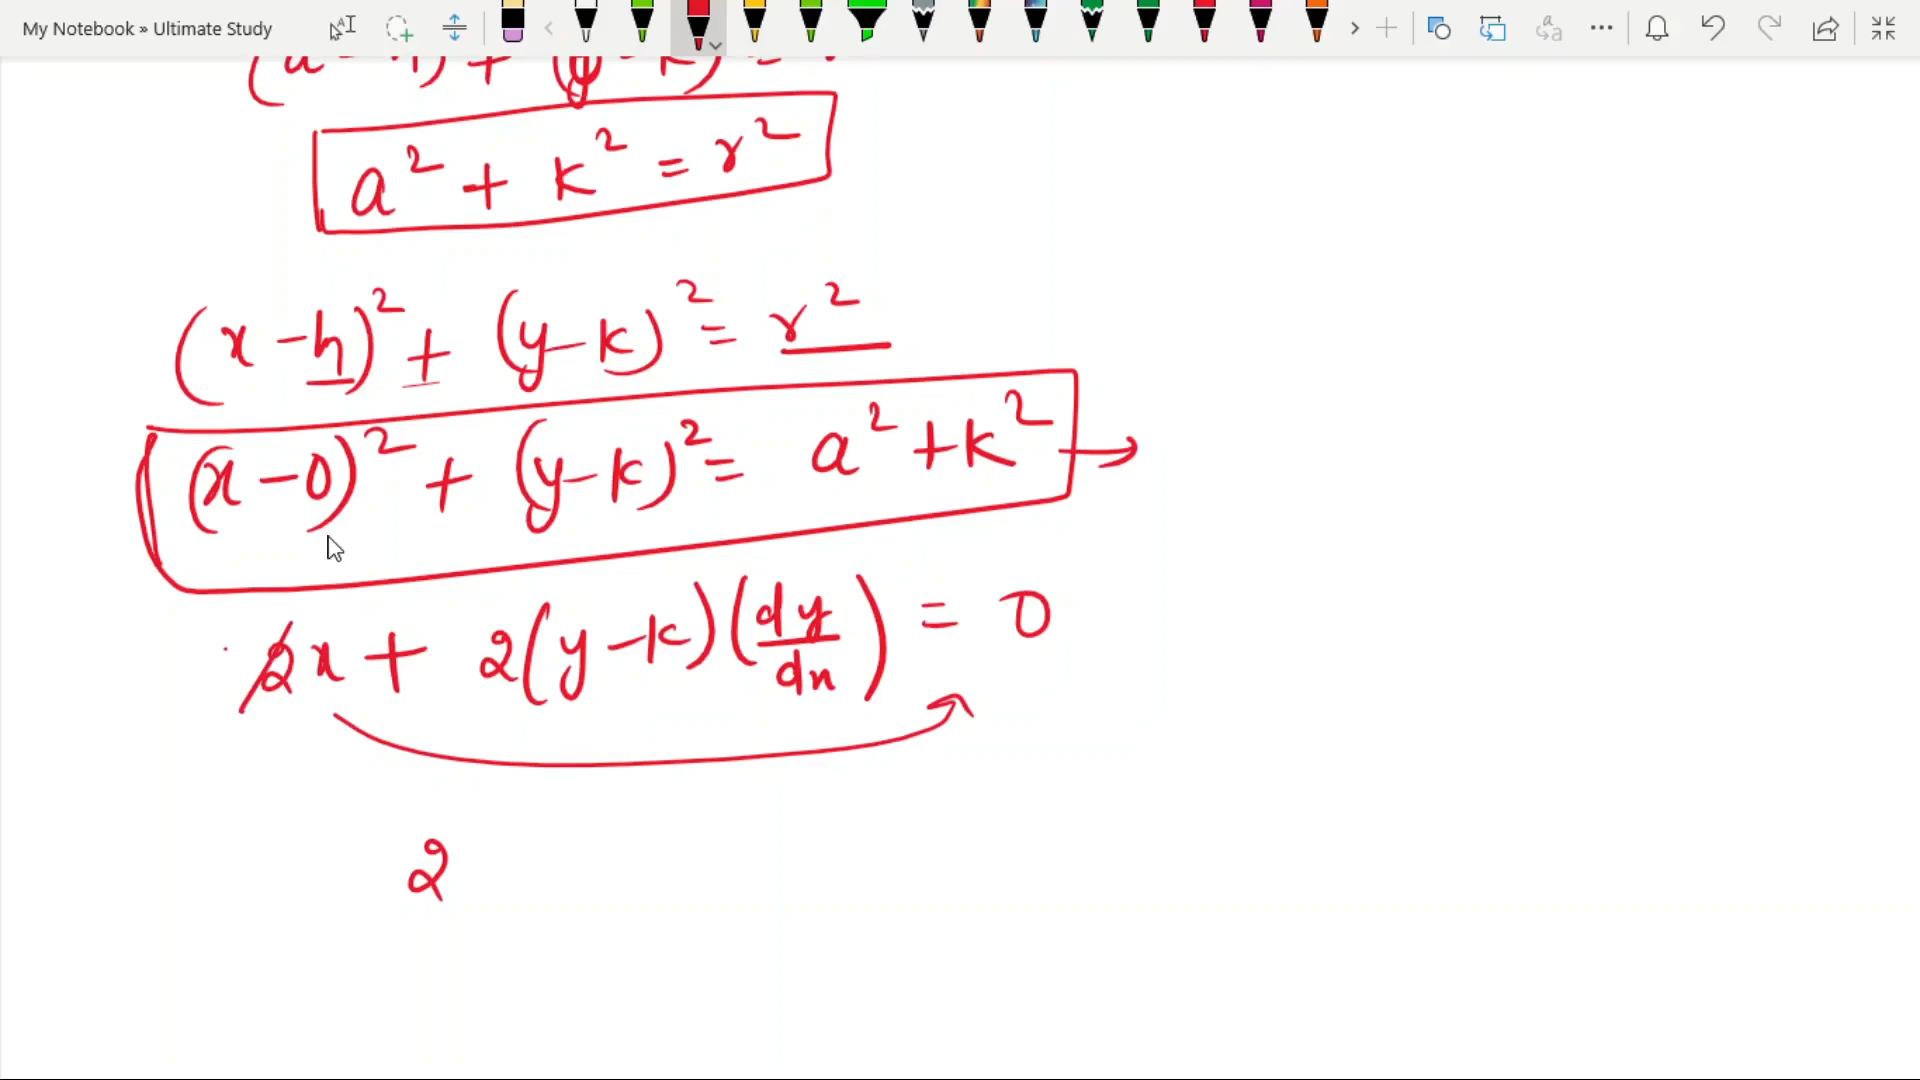 My Notebook » Ultimate Study
a² + k² = r²
(x-h)² + (y-k)² = r²
(x-0)² + (y-k)² = a² + k²
2x + 2(y-k)(dy/dx) = 0
2